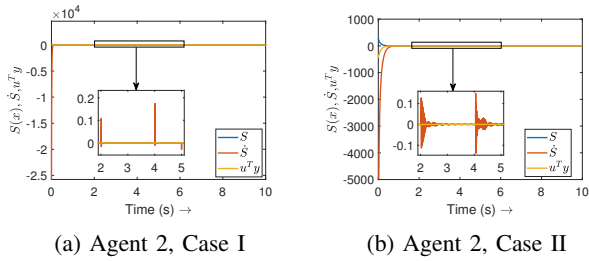 ×10⁴
0
-0.5
-1
-1.5
-2
-2.5
S(x), Ṡ, uᵀy
0.2
0.1
0
2 3 4 5
S
Ṡ
uᵀy
0 2 4 6 8 10
Time (s) →
(a) Agent 2, Case I
0
-1000
-2000
-3000
-4000
-5000
S(x), Ṡ, uᵀy
0.1
0
-0.1
2 3 4 5
S
Ṡ
uᵀy
0 2 4 6 8 10
Time (s) →
(b) Agent 2, Case II